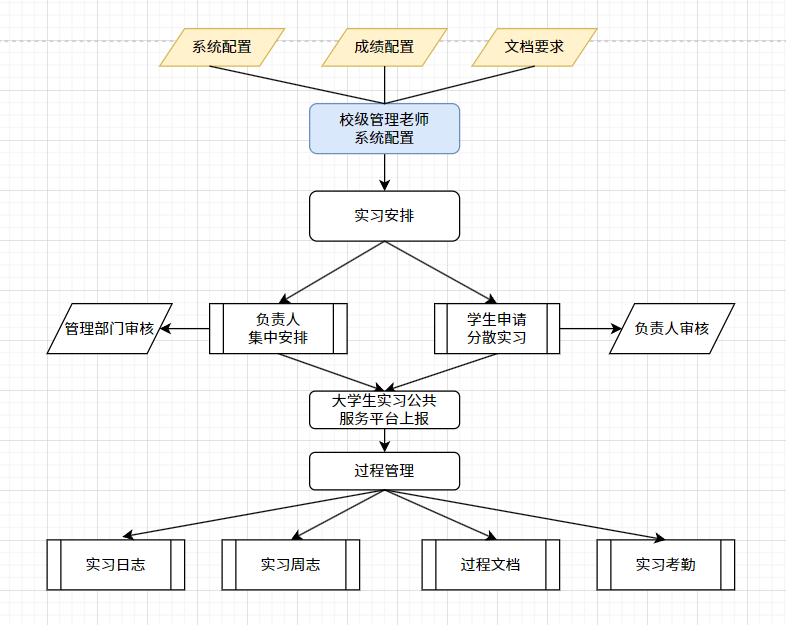 系统配置
成绩配置
文档要求
校级管理老师
系统配置
实习安排
管理部门审核
负责人
集中安排
学生申请
分散实习
负责人审核
大学生实习公共
服务平台上报
过程管理
实习日志
实习周志
过程文档
实习考勤